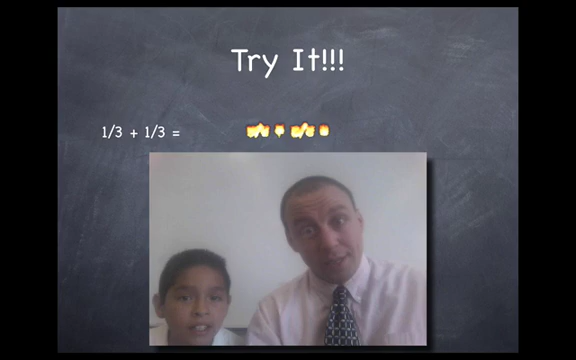 Try It!!!
1/3 + 1/3 =